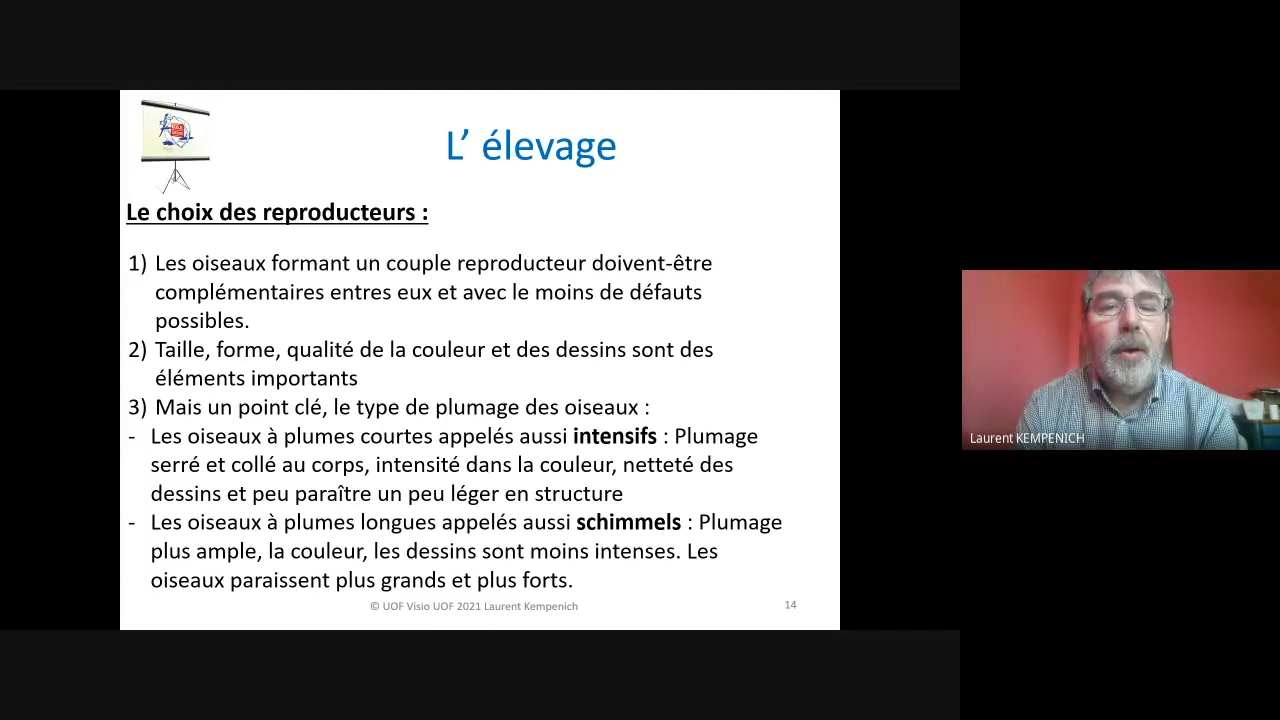 L’ élevage
Le choix des reproducteurs :
1) Les oiseaux formant un couple reproducteur doivent-être
complémentaires entres eux et avec le moins de défauts
possibles.
2) Taille, forme, qualité de la couleur et des dessins sont des
éléments importants
3) Mais un point clé, le type de plumage des oiseaux :
- Les oiseaux à plumes courtes appelés aussi intensifs : Plumage
serré et collé au corps, intensité dans la couleur, netteté des
dessins et peu paraître un peu léger en structure
- Les oiseaux à plumes longues appelés aussi schimmels : Plumage
plus ample, la couleur, les dessins sont moins intenses. Les
oiseaux paraissent plus grands et plus forts.
© UOF Visio UOF 2021 Laurent Kempenich
14
Laurent KEMPENICH